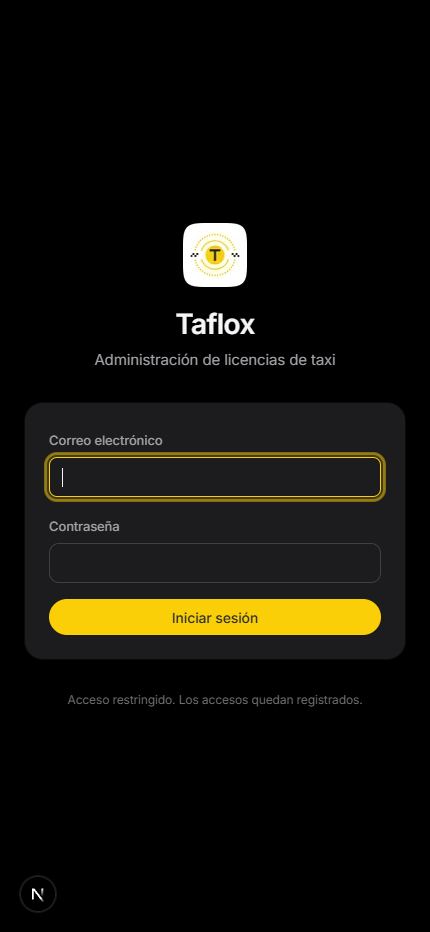 T
Taflox
Administración de licencias de taxi
Correo electrónico
Contraseña
Iniciar sesión
Acceso restringido. Los accesos quedan registrados.
N